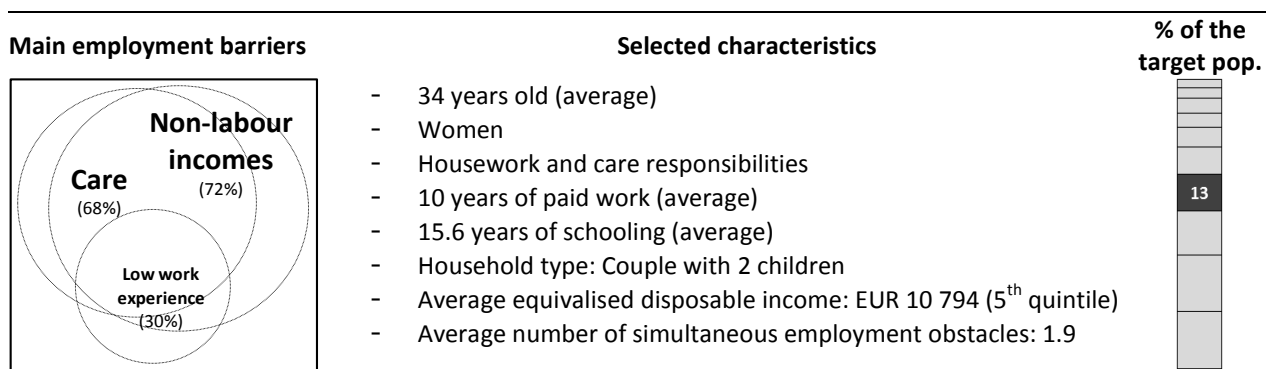 Main employment barriers
Selected characteristics
% of the
target pop.
Non-labour
incomes
(72%)
Care
(68%)
Low work
experience
(30%)
- 34 years old (average)
- Women
- Housework and care responsibilities
- 10 years of paid work (average)
- 15.6 years of schooling (average)
- Household type: Couple with 2 children
- Average equivalised disposable income: EUR 10 794 (5th quintile)
- Average number of simultaneous employment obstacles: 1.9
13